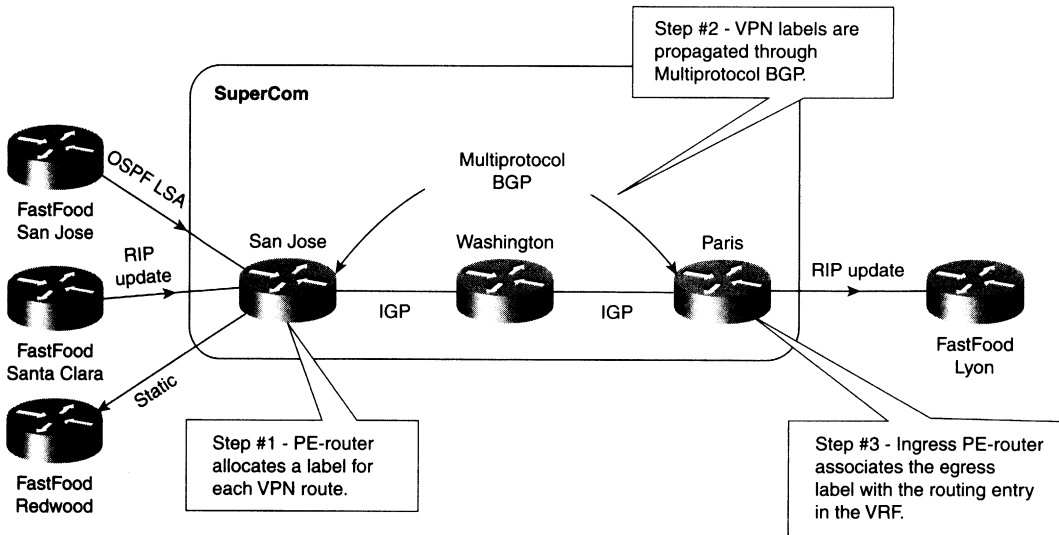 Step #2 - VPN labels are
propagated through
Multiprotocol BGP.
SuperCom
OSPF LSA
FastFood
San Jose
Multiprotocol
BGP
San Jose
Washington
Paris
RIP
update
IGP
IGP
RIP update
FastFood
Santa Clara
FastFood
Lyon
Static
FastFood
Redwood
Step #1 - PE-router
allocates a label for
each VPN route.
Step #3 - Ingress PE-router
associates the egress
label with the routing entry
in the VRF.